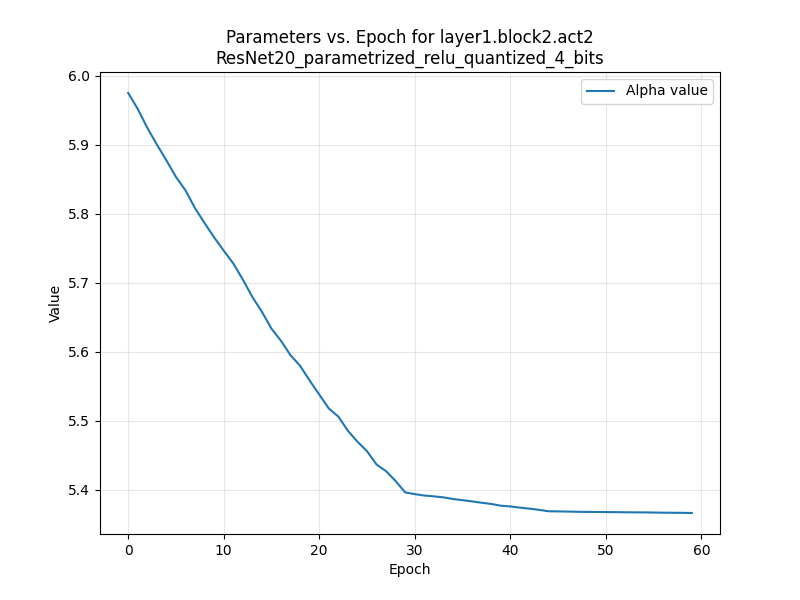 Parameters vs. Epoch for layer1.block2.act2
ResNet20_parametrized_relu_quantized_4_bits
Alpha value
6.0
5.9
5.8
5.7
5.6
5.5
5.4
Value
0 10 20 30 40 50 60
Epoch